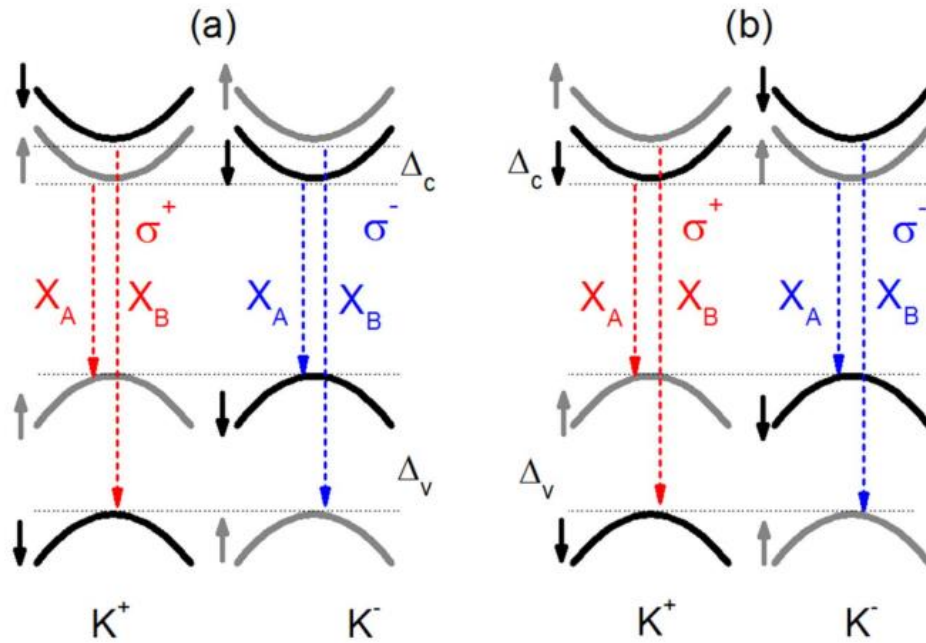 (a) (b)
Δc Δc
σ+ σ- σ+ σ-
XA XB XA XB XA XB XA XB
Δv Δv
K+ K- K+ K-